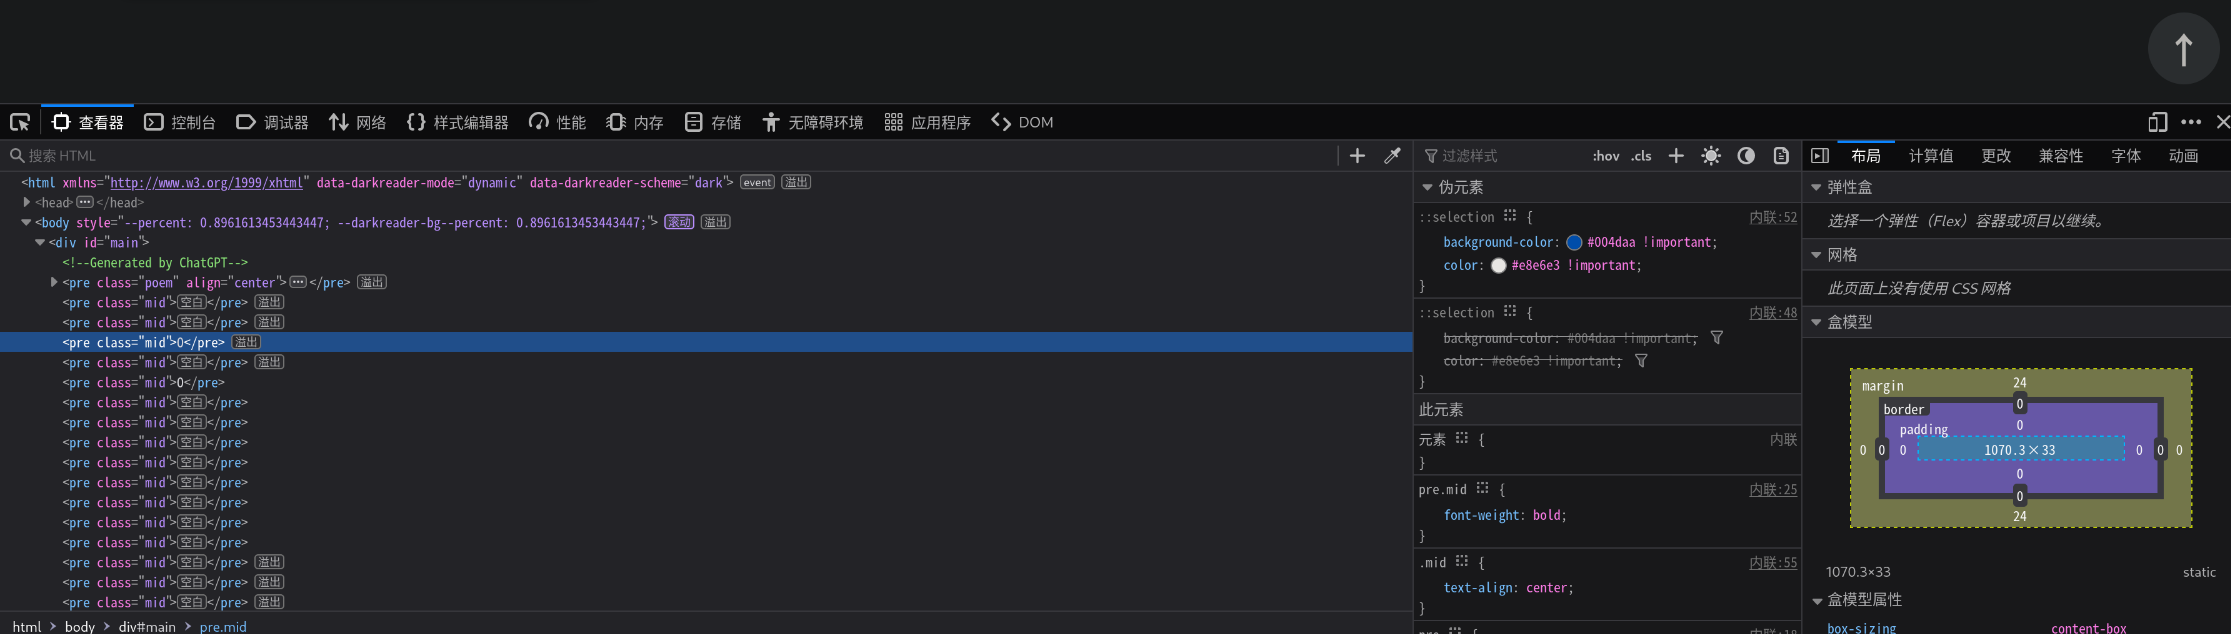 查看器 控制台 调试器 网络 {} 样式编辑器 性能 内存 存储 无障碍环境 应用程序 DOM
搜索 HTML
<html xmlns="http://www.w3.org/1999/xhtml" data-darkreader-mode="dynamic" data-darkreader-scheme="dark"> event 溢出
<head> ••• </head>
<body style="--percent: 0.8961613453443447; --darkreader-bg--percent: 0.8961613453443447;"> 滚动 溢出
<div id="main">
<!--Generated by ChatGPT-->
<pre class="poem" align="center"> ••• </pre> 溢出
<pre class="mid">空白</pre> 溢出
<pre class="mid">空白</pre> 溢出
<pre class="mid">O</pre> 溢出
<pre class="mid">空白</pre> 溢出
<pre class="mid">O</pre>
<pre class="mid">空白</pre>
<pre class="mid">空白</pre>
<pre class="mid">空白</pre>
<pre class="mid">空白</pre>
<pre class="mid">空白</pre>
<pre class="mid">空白</pre>
<pre class="mid">空白</pre>
<pre class="mid">空白</pre>
<pre class="mid">空白</pre> 溢出
<pre class="mid">空白</pre> 溢出
<pre class="mid">空白</pre> 溢出
html > body > div#main > pre.mid
过滤样式 :hov .cls
伪元素
::selection { 内联:52
background-color: #004daa !important;
color: #e8e6e3 !important;
}
::selection { 内联:48
background-color: #004daa !important;
color: #e8e6e3 !important;
}
此元素
元素 { 内联
}
pre.mid { 内联:25
font-weight: bold;
}
.mid { 内联:55
text-align: center;
}
布局 计算值 更改 兼容性 字体 动画
弹性盒
选择一个弹性（Flex）容器或项目以继续。
网格
此页面上没有使用 CSS 网格
盒模型
margin 24
border 0
padding 0
0 0 0 1070.3×33 0 0 0
0
0
24
1070.3×33 static
盒模型属性
box-sizing content-box